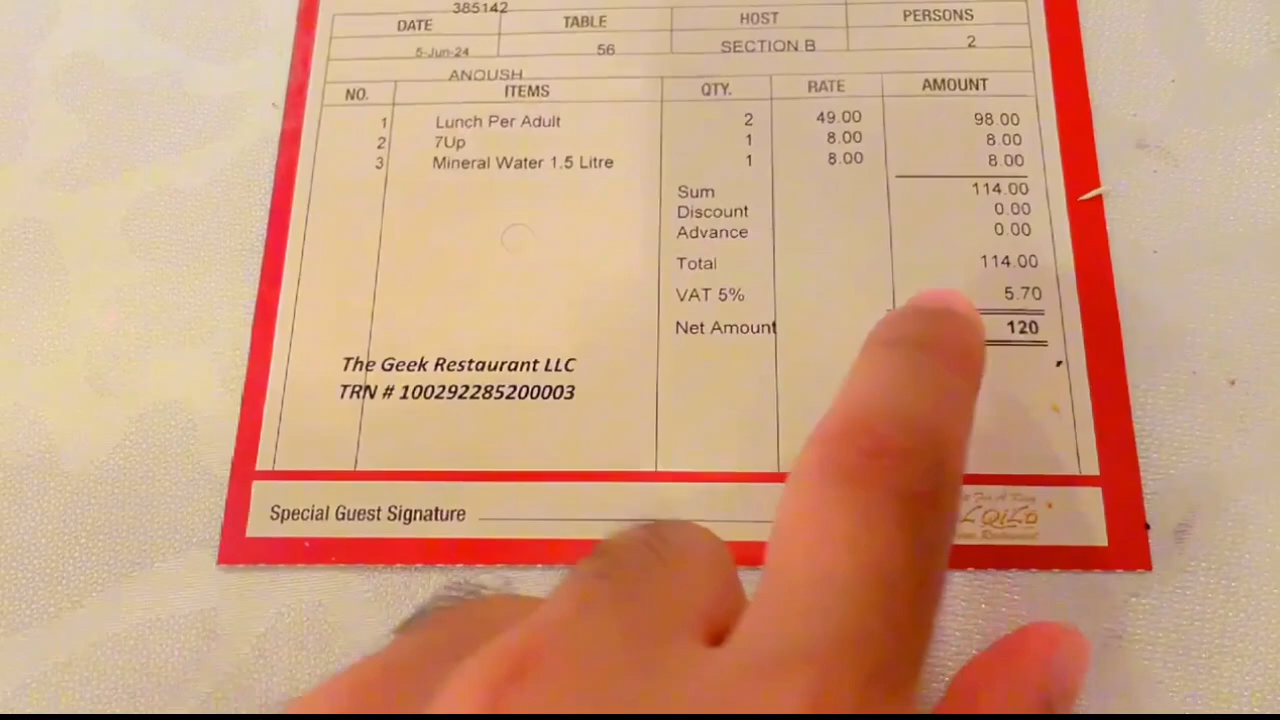 385142
DATE TABLE HOST PERSONS
5-Jun-24 56 SECTION B 2
ANOUSH
NO. ITEMS QTY. RATE AMOUNT
1 Lunch Per Adult 2 49.00 98.00
2 7Up 1 8.00 8.00
3 Mineral Water 1.5 Litre 1 8.00 8.00
Sum 114.00
Discount 0.00
Advance 0.00
Total 114.00
VAT 5% 5.70
Net Amount 120
The Geek Restaurant LLC
TRN # 100292285200003
Special Guest Signature